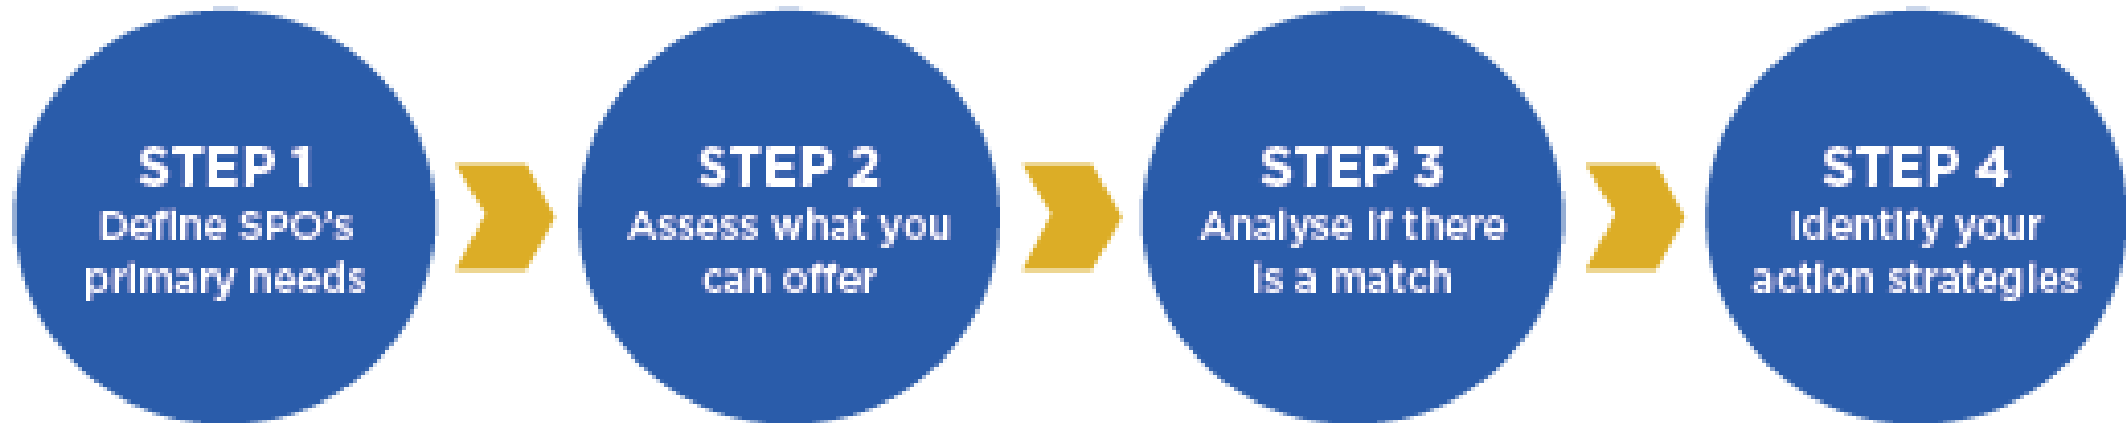 STEP 1
Define SPO's
primary needs
STEP 2
Assess what you
can offer
STEP 3
Analyse if there
is a match
STEP 4
Identify your
action strategies